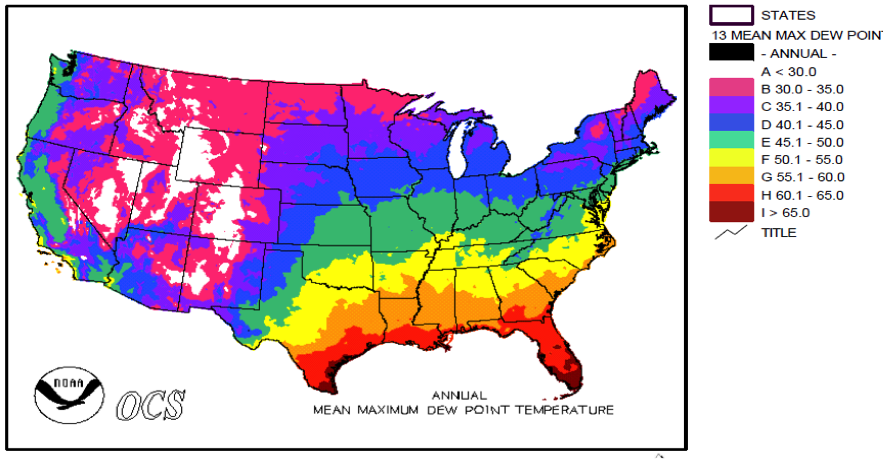 STATES
13 MEAN MAX DEW POINT
- ANNUAL -
A < 30.0
B 30.0 - 35.0
C 35.1 - 40.0
D 40.1 - 45.0
E 45.1 - 50.0
F 50.1 - 55.0
G 55.1 - 60.0
H 60.1 - 65.0
I > 65.0
TITLE
NOAA
OCS
ANNUAL
MEAN MAXIMUM DEW POINT TEMPERATURE